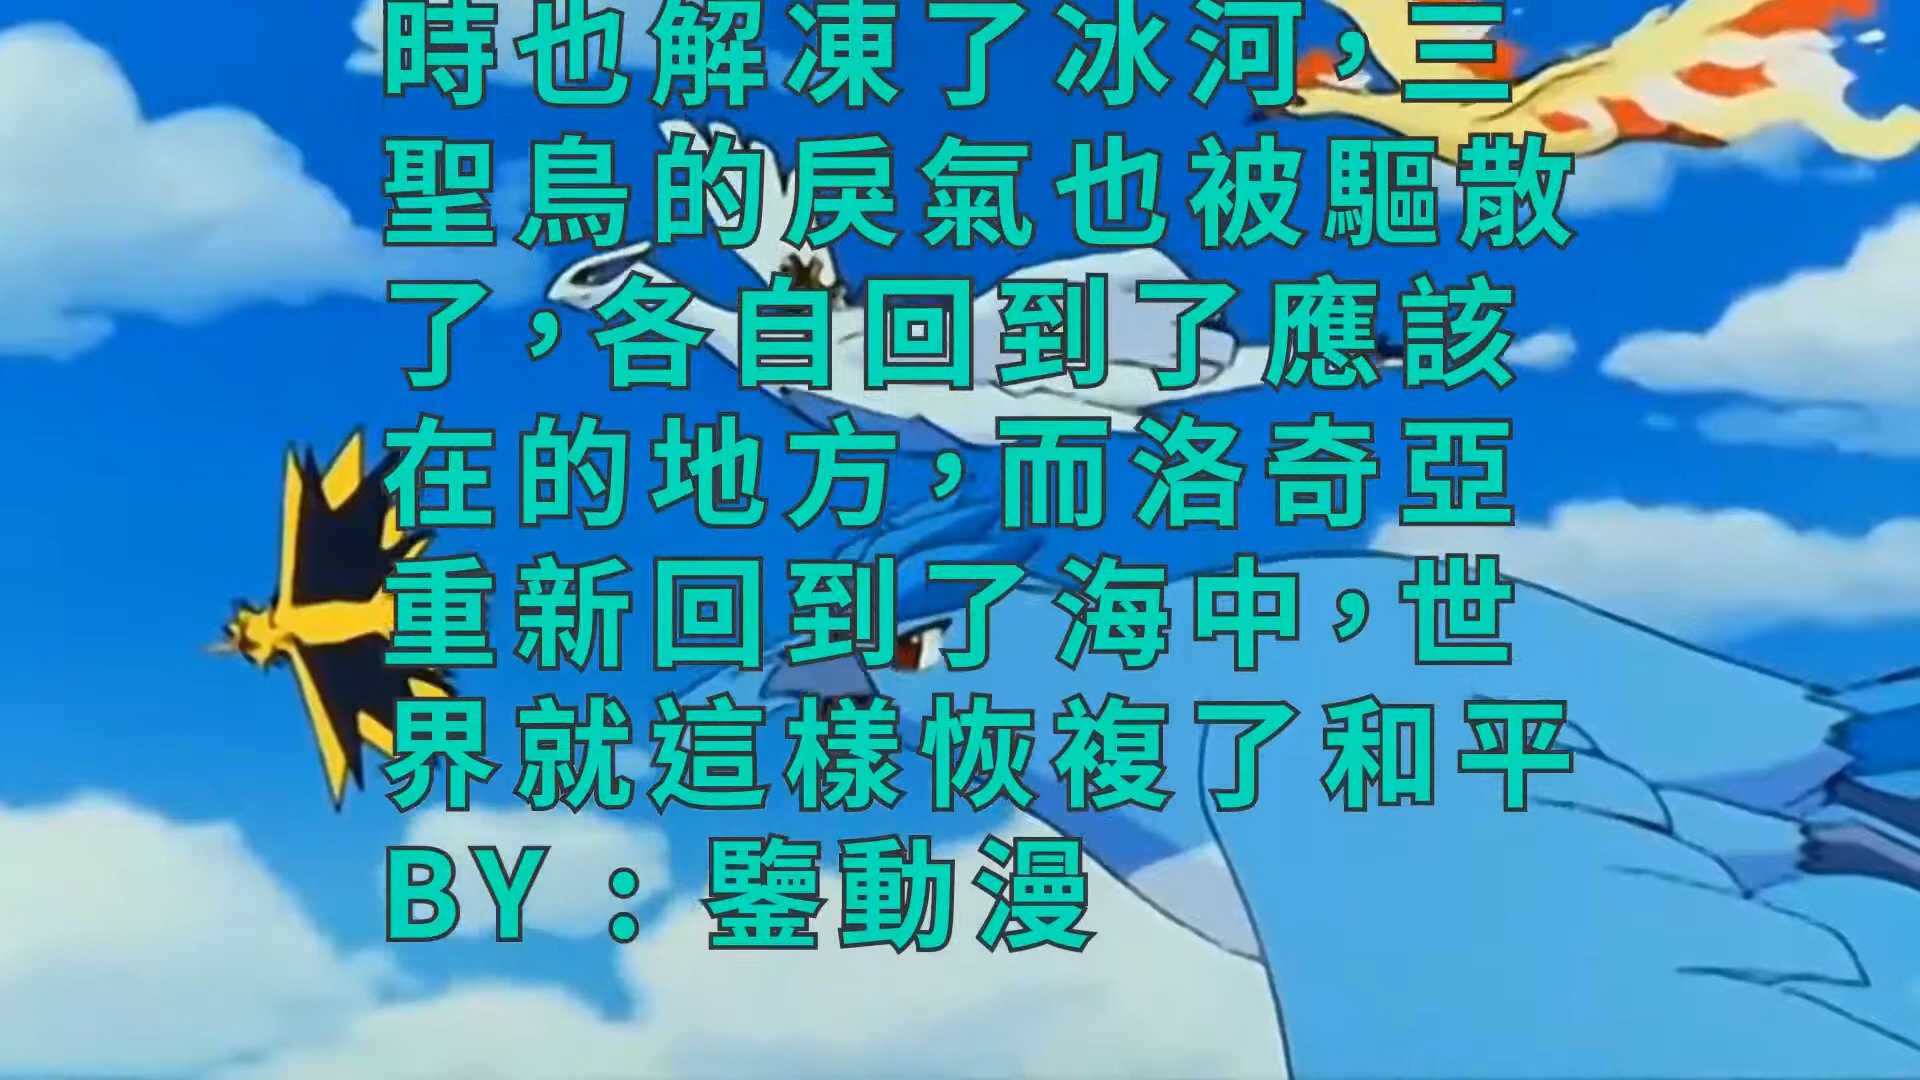 時也解凍了冰河，三
聖鳥的戾氣也被驅散
了，各自回到了應該
在的地方，而洛奇亞
重新回到了海中，世
界就這樣恢複了和平
BY：鑒動漫